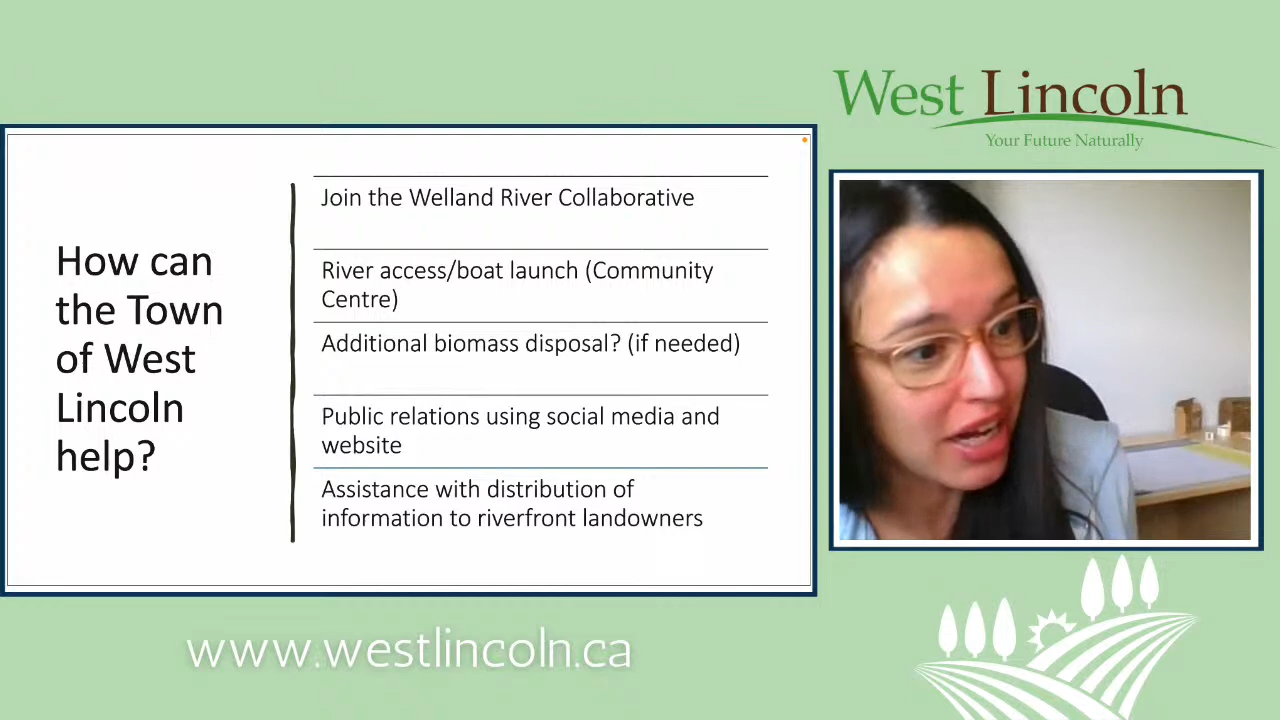 West Lincoln
Your Future Naturally
How can
the Town
of West
Lincoln
help?
Join the Welland River Collaborative
River access/boat launch (Community
Centre)
Additional biomass disposal? (if needed)
Public relations using social media and
website
Assistance with distribution of
information to riverfront landowners
www.westlincoln.ca